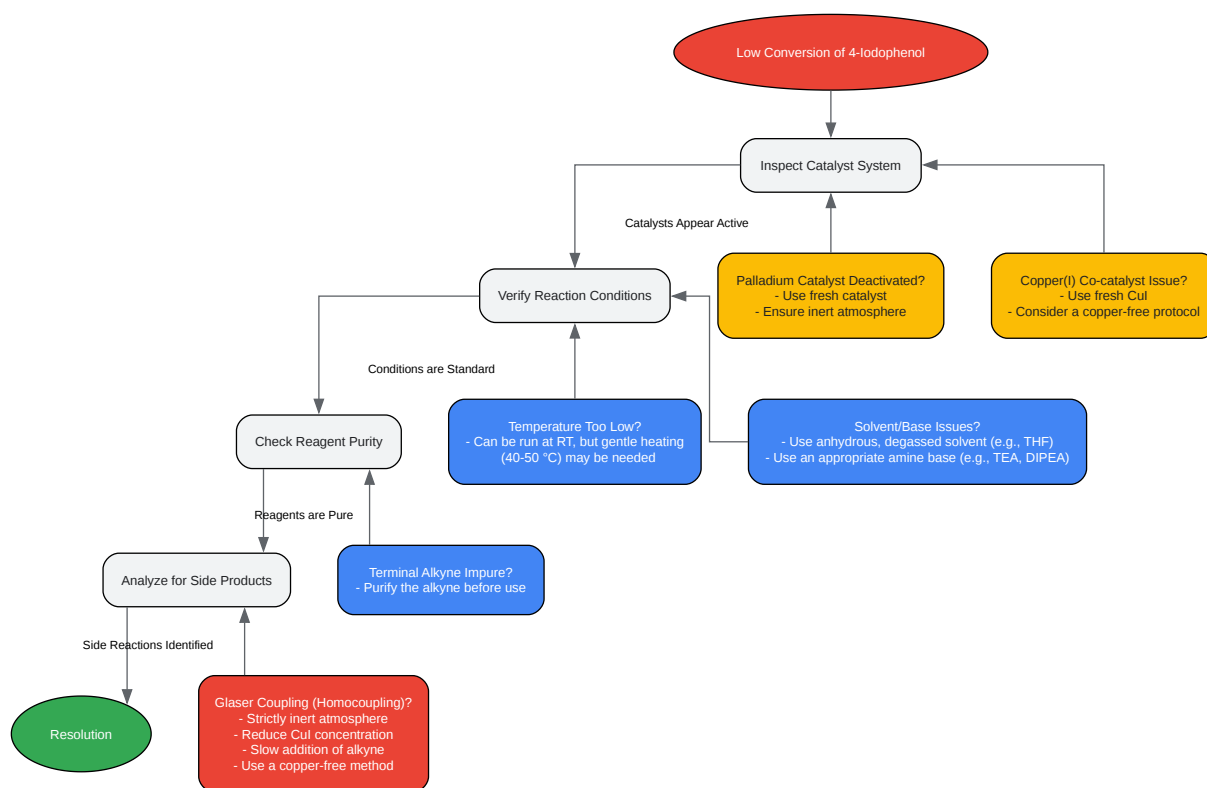 Low Conversion of 4-Iodophenol
Inspect Catalyst System
Catalysts Appear Active
Palladium Catalyst Deactivated?
- Use fresh catalyst
- Ensure inert atmosphere
Copper(I) Co-catalyst Issue?
- Use fresh CuI
- Consider a copper-free protocol
Verify Reaction Conditions
Conditions are Standard
Temperature Too Low?
- Can be run at RT, but gentle heating
(40-50 °C) may be needed
Solvent/Base Issues?
- Use anhydrous, degassed solvent (e.g., THF)
- Use an appropriate amine base (e.g., TEA, DIPEA)
Check Reagent Purity
Reagents are Pure
Terminal Alkyne Impure?
- Purify the alkyne before use
Analyze for Side Products
Side Reactions Identified
Glaser Coupling (Homocoupling)?
- Strictly inert atmosphere
- Reduce CuI concentration
- Slow addition of alkyne
- Use a copper-free method
Resolution